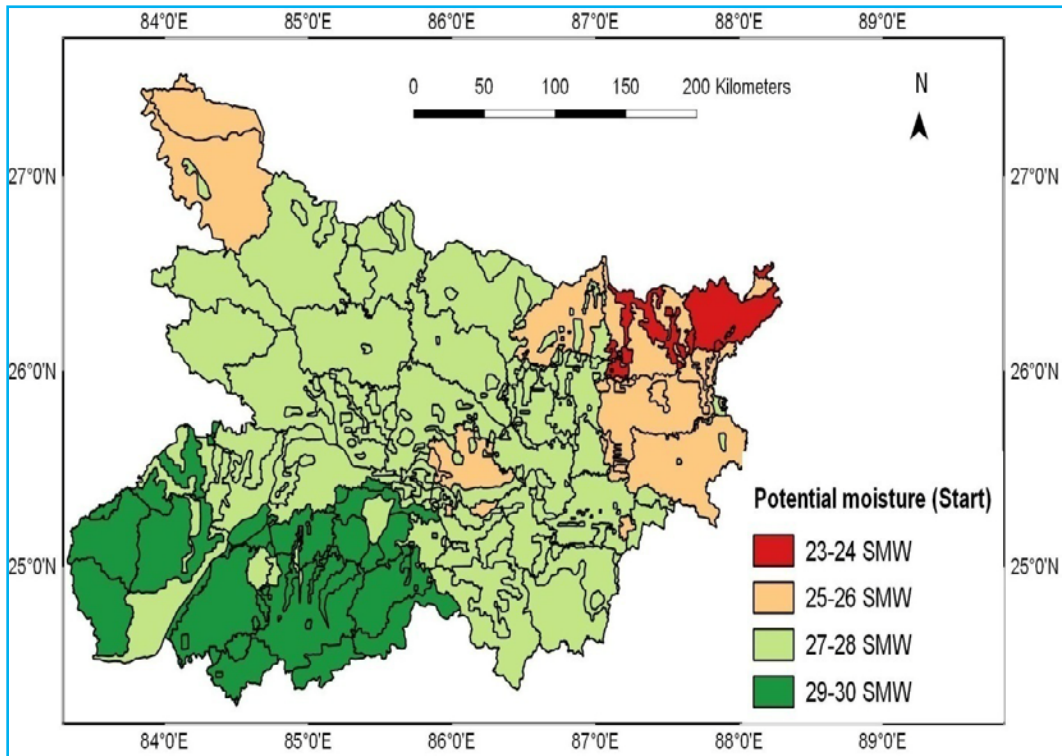 84°0'E 85°0'E 86°0'E 87°0'E 88°0'E 89°0'E
0 50 100 150 200 Kilometers
N
27°0'N 27°0'N
26°0'N 26°0'N
25°0'N 25°0'N
Potential moisture (Start)
23-24 SMW
25-26 SMW
27-28 SMW
29-30 SMW
84°0'E 85°0'E 86°0'E 87°0'E 88°0'E 89°0'E